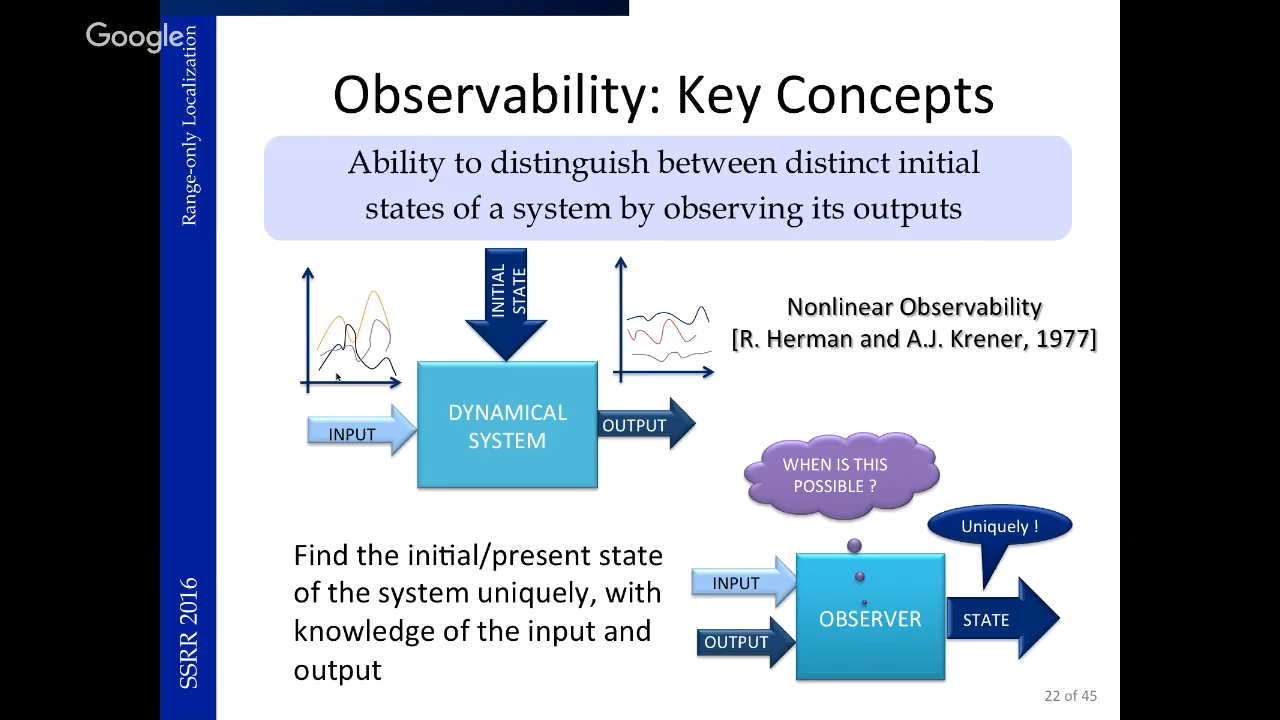 Google
Range-only Localization
SSRR 2016
Observability: Key Concepts
Ability to distinguish between distinct initial
states of a system by observing its outputs
INITIAL
STATE
Nonlinear Observability
[R. Herman and A.J. Krener, 1977]
DYNAMICAL
SYSTEM
INPUT
OUTPUT
WHEN IS THIS
POSSIBLE ?
Uniquely !
Find the initial/present state
of the system uniquely, with
knowledge of the input and
output
INPUT
OUTPUT
OBSERVER
STATE
22 of 45